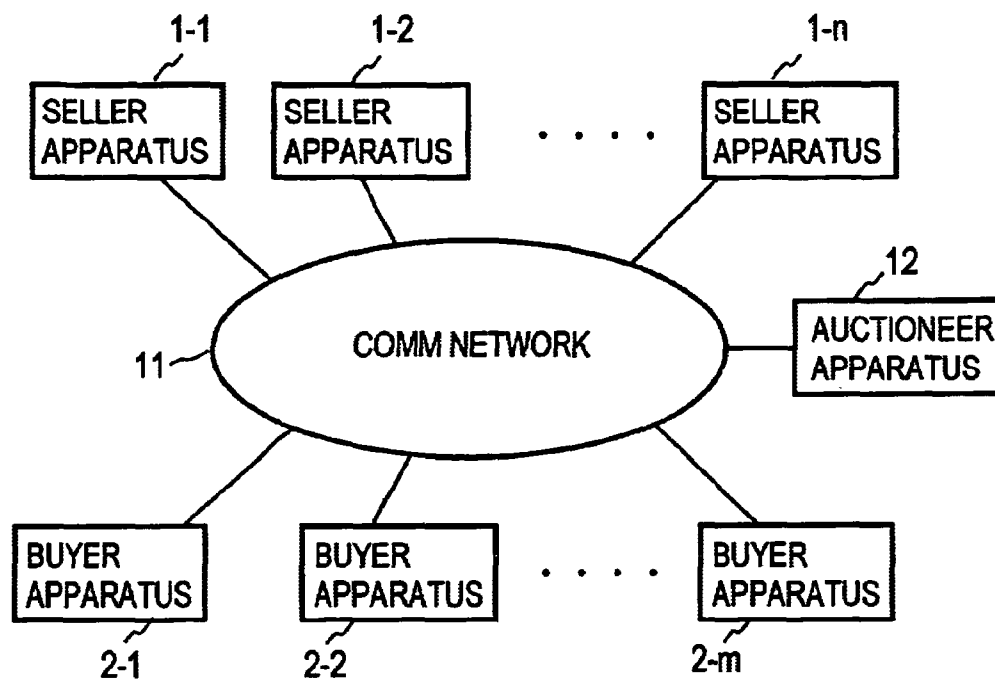 1-1
1-2
1-n
SELLER
APPARATUS
SELLER
APPARATUS
. . . .
SELLER
APPARATUS
12
AUCTIONEER
APPARATUS
COMM NETWORK
11
BUYER
APPARATUS
BUYER
APPARATUS
. . . .
BUYER
APPARATUS
2-1
2-2
2-m